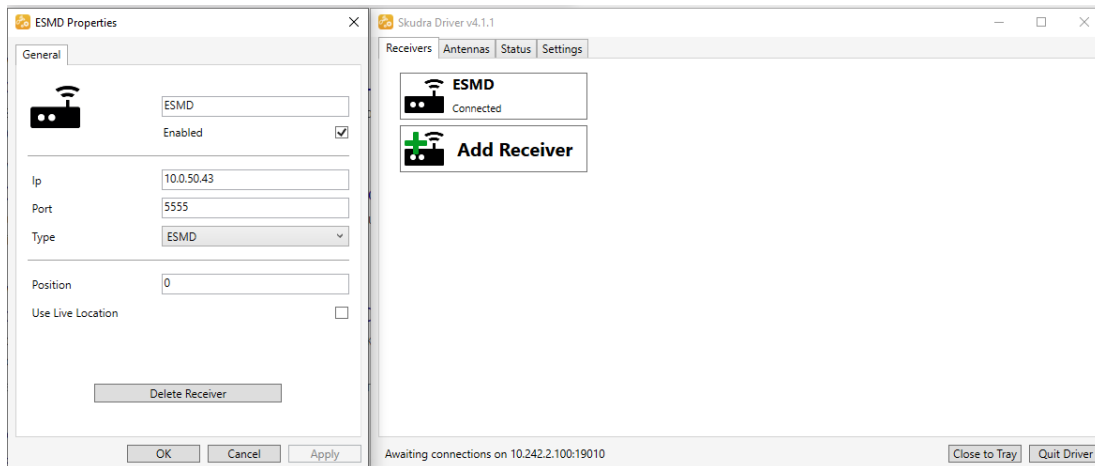 ESMD Properties
General
ESMD
Enabled
Ip
10.0.50.43
Port
5555
Type
ESMD
Position
0
Use Live Location
Delete Receiver
OK
Cancel
Apply
Skudra Driver v4.1.1
Receivers
Antennas
Status
Settings
ESMD
Connected
Add Receiver
Awaiting connections on 10.242.2.100:19010
Close to Tray
Quit Driver